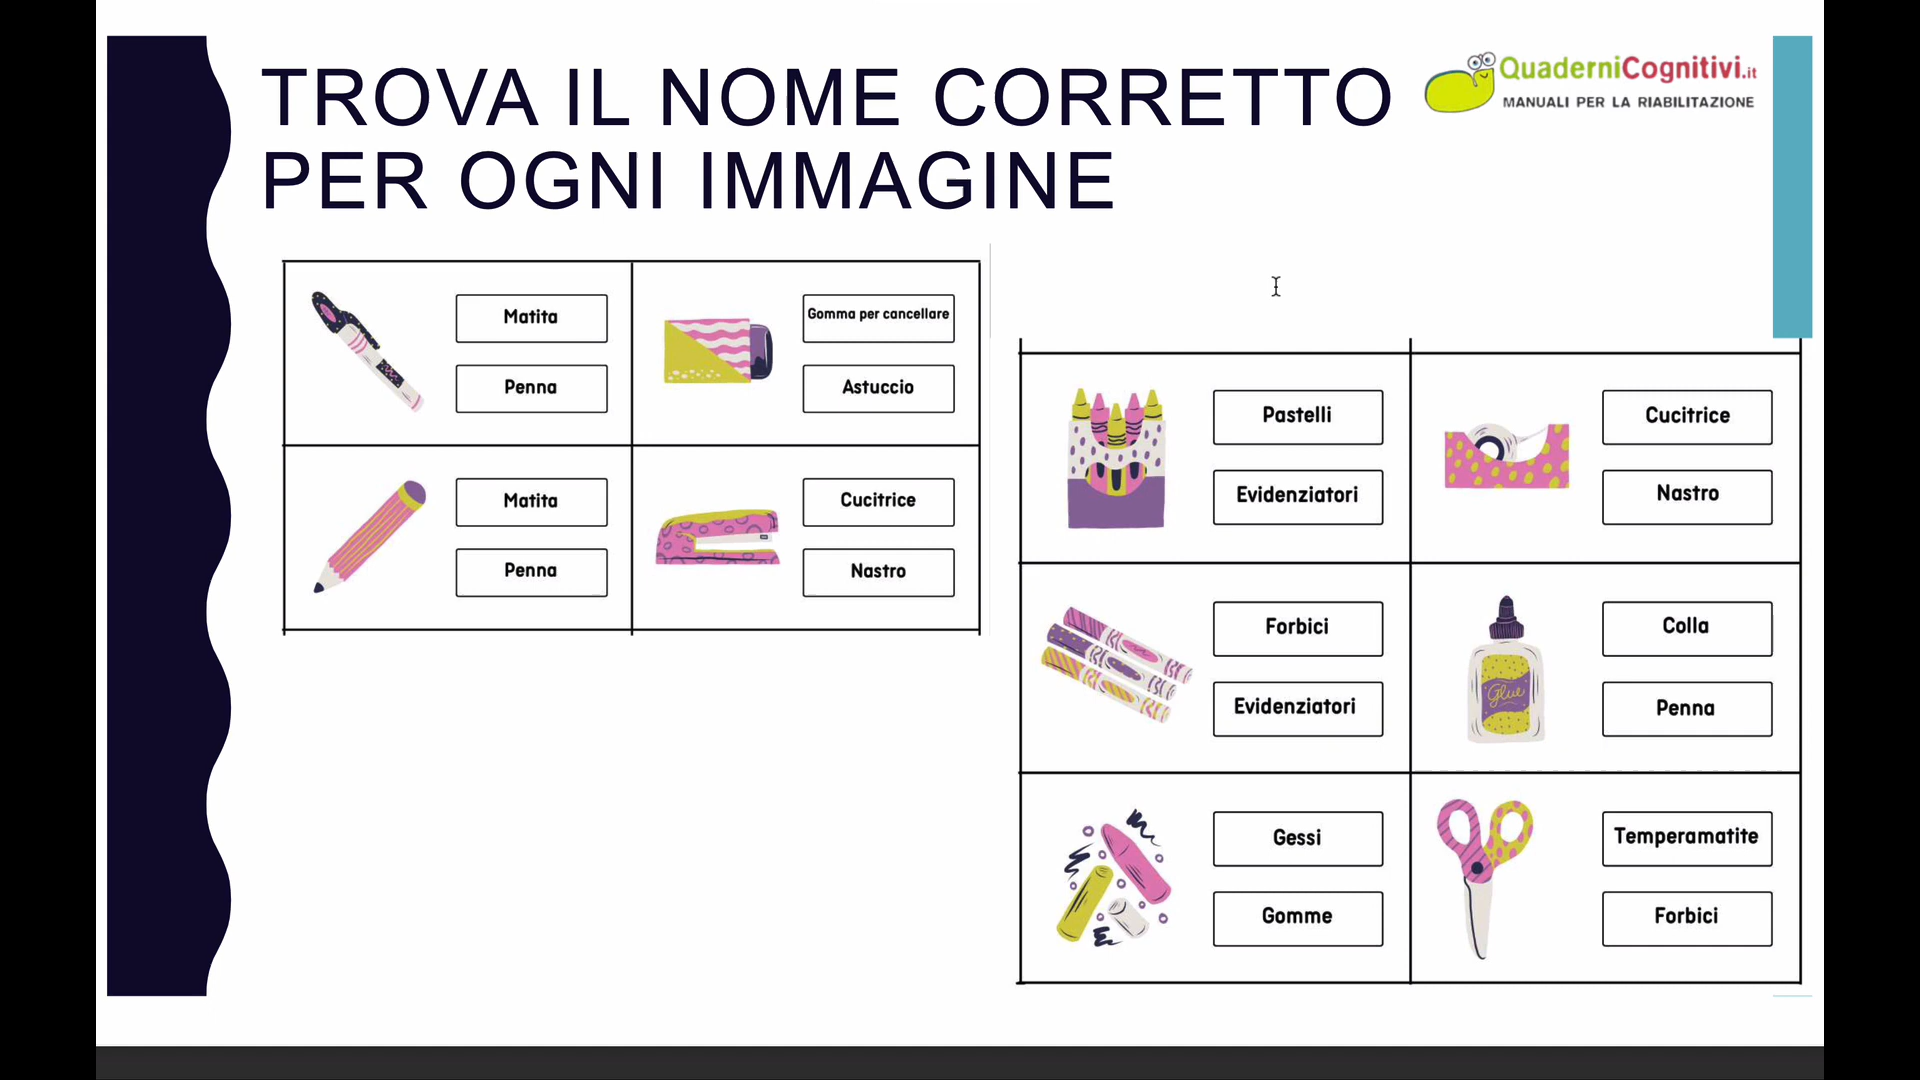 TROVA IL NOME CORRETTO
PER OGNI IMMAGINE
QuaderniCognitivi.it
MANUALI PER LA RIABILITAZIONE
Matita
Penna
Gomma per cancellare
Astuccio
Matita
Penna
Cucitrice
Nastro
Pastelli
Evidenziatori
Cucitrice
Nastro
Forbici
Evidenziatori
Glue
Colla
Penna
Gessi
Gomme
Temperamatite
Forbici